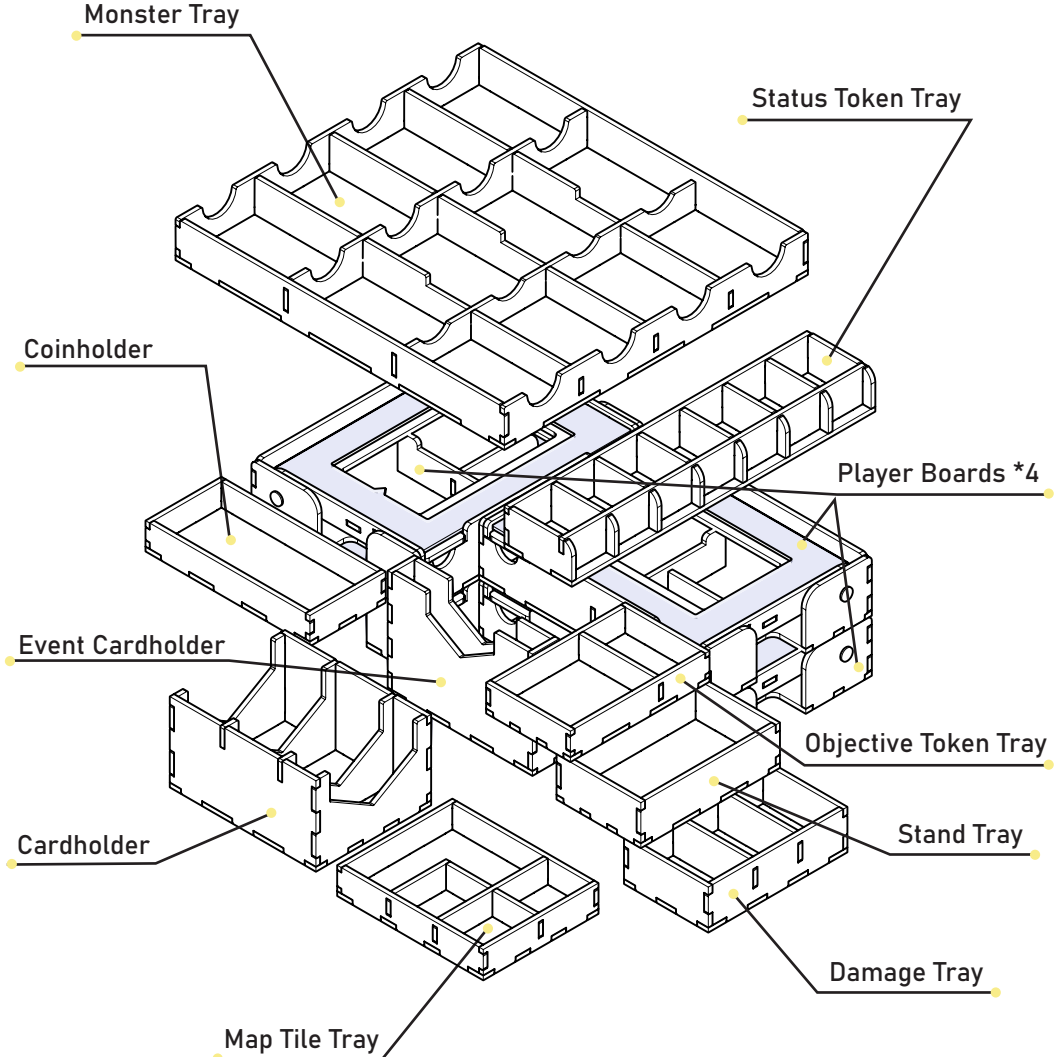 Monster Tray
Status Token Tray
Coinholder
Player Boards *4
Event Cardholder
Objective Token Tray
Cardholder
Stand Tray
Damage Tray
Map Tile Tray